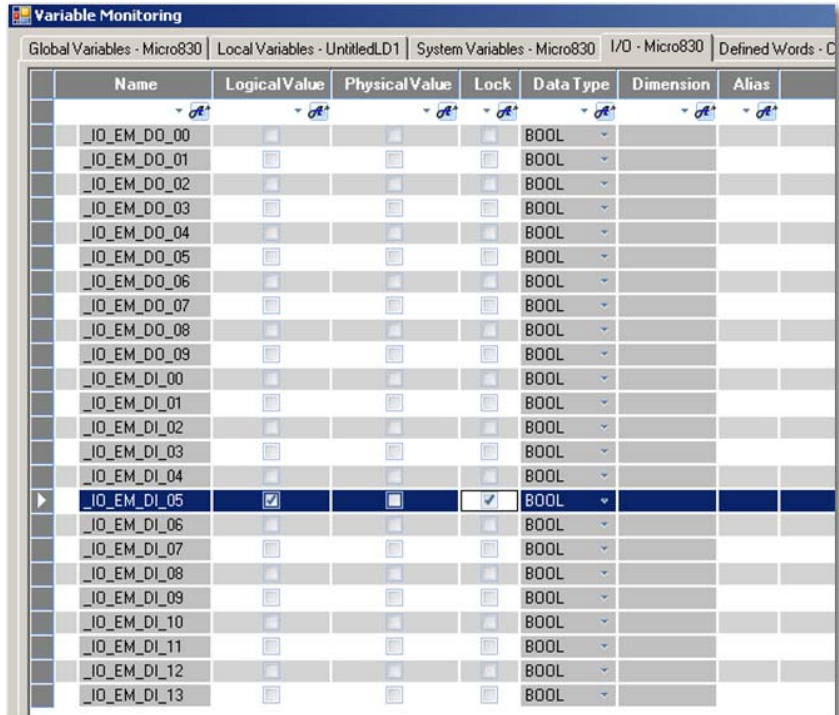 Variable Monitoring
Global Variables - Micro830 Local Variables - UntitledLD1 System Variables - Micro830 I/O - Micro830 Defined Words - 
Name Logical Value Physical Value Lock Data Type Dimension Alias
_IO_EM_DO_00 BOOL
_IO_EM_DO_01 BOOL
_IO_EM_DO_02 BOOL
_IO_EM_DO_03 BOOL
_IO_EM_DO_04 BOOL
_IO_EM_DO_05 BOOL
_IO_EM_DO_06 BOOL
_IO_EM_DO_07 BOOL
_IO_EM_DO_08 BOOL
_IO_EM_DO_09 BOOL
_IO_EM_DI_00 BOOL
_IO_EM_DI_01 BOOL
_IO_EM_DI_02 BOOL
_IO_EM_DI_03 BOOL
_IO_EM_DI_04 BOOL
_IO_EM_DI_05 BOOL
_IO_EM_DI_06 BOOL
_IO_EM_DI_07 BOOL
_IO_EM_DI_08 BOOL
_IO_EM_DI_09 BOOL
_IO_EM_DI_10 BOOL
_IO_EM_DI_11 BOOL
_IO_EM_DI_12 BOOL
_IO_EM_DI_13 BOOL